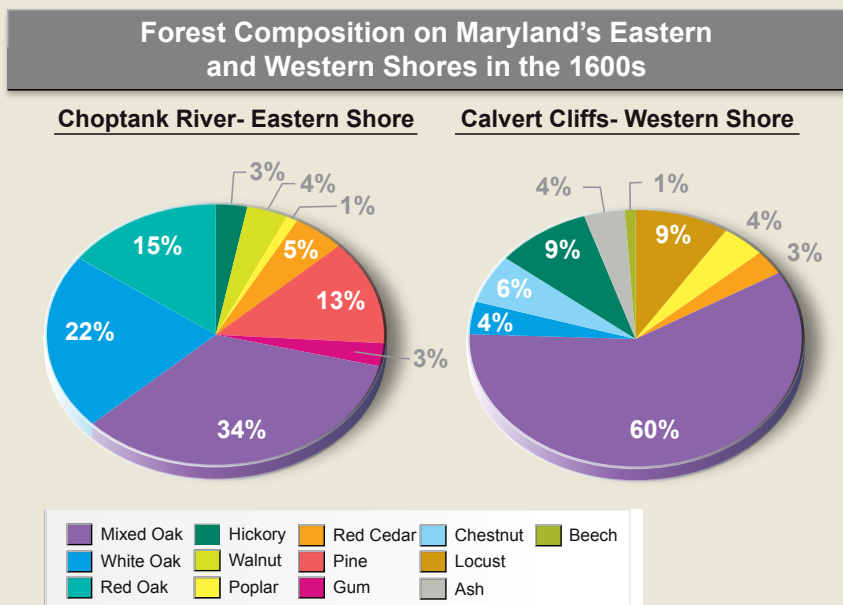 Forest Composition on Maryland's Eastern
and Western Shores in the 1600s
Choptank River- Eastern Shore
3%
4%
1%
5%
13%
3%
34%
22%
15%
Calvert Cliffs- Western Shore
4%
1%
9%
4%
3%
60%
4%
6%
9%
Mixed Oak
White Oak
Red Oak
Hickory
Walnut
Poplar
Red Cedar
Pine
Gum
Chestnut
Locust
Ash
Beech